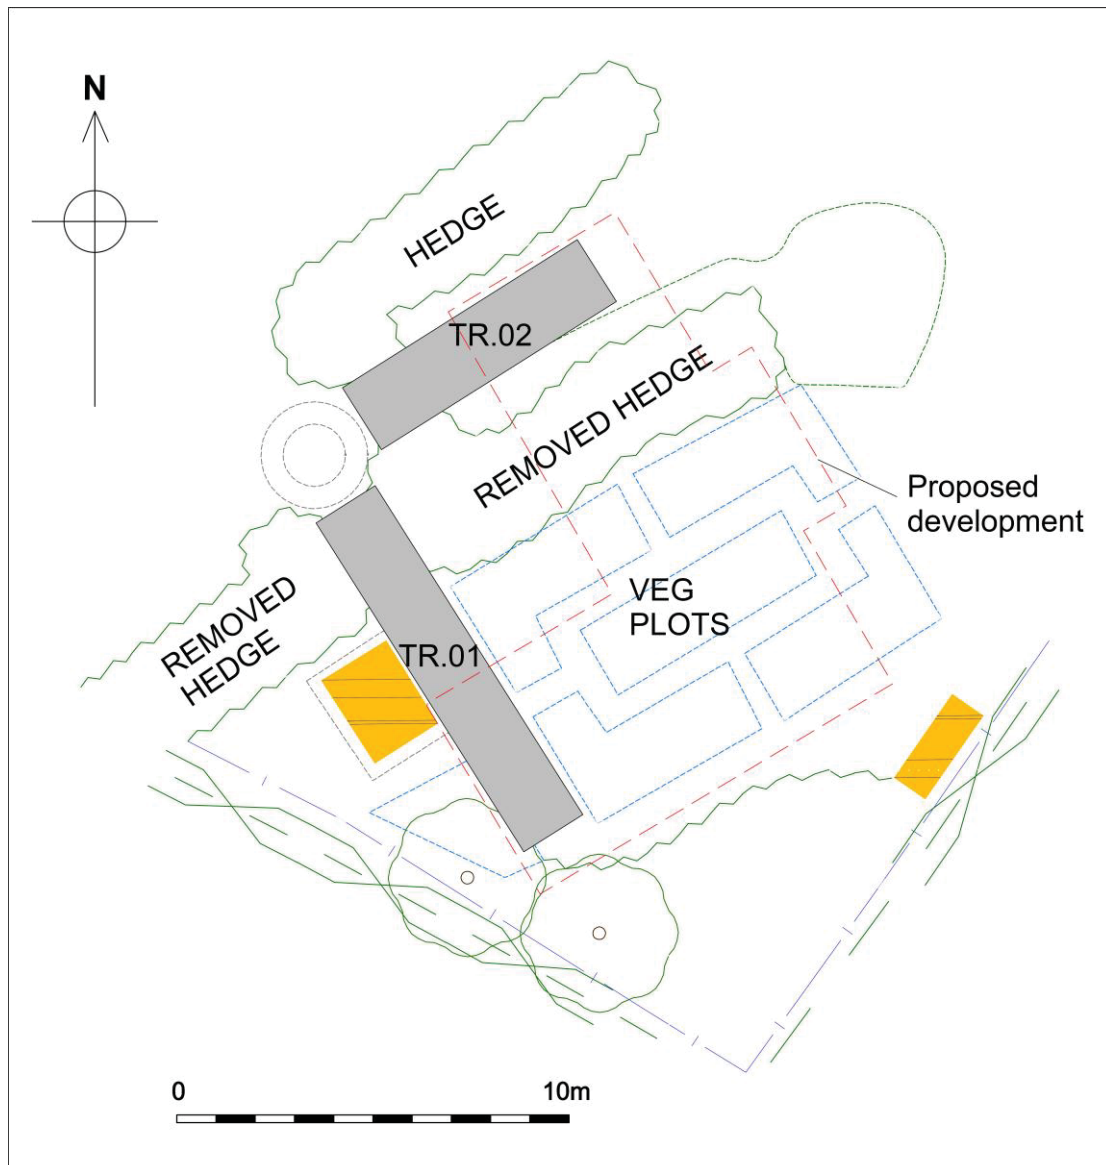 N
HEDGE
TR.02
REMOVED HEDGE
Proposed
development
VEG
PLOTS
REMOVED
HEDGE
TR.01
0
10m